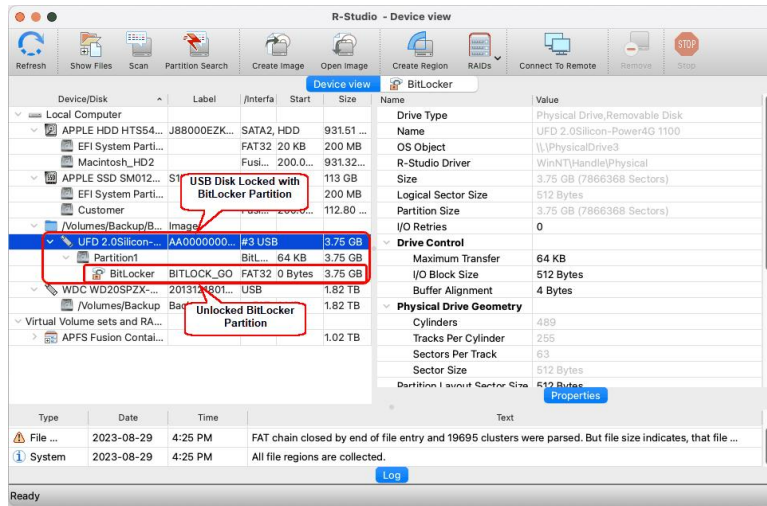 R-Studio - Device view
Refresh Show Files Scan Partition Search Create Image Open Image Create Region RAIDs Connect To Remote Remove Stop
STOP
Device view BitLocker
Device/Disk Label /Interfa Start Size Name Value
Local Computer Drive Type Physical Drive,Removable Disk
APPLE HDD HTS54... J88000EZK... SATA2, HDD 931.51 ... Name UFD 2.0Silicon-Power4G 1100
EFI System Parti... FAT32 20 KB 200 MB OS Object \\.\PhysicalDrive3
Macintosh_HD2 Fusi... 200.0... 931.32... R-Studio Driver WinNT\Handle\Physical
APPLE SSD SM012... 113 GB Size 3.75 GB (7866368 Sectors)
USB Disk Locked with
BitLocker Partition
EFI System Parti... 200 MB Logical Sector Size 512 Bytes
Customer 112.80 ... Partition Size 3.75 GB (7866368 Sectors)
/Volumes/Backup/B... Image I/O Retries 0
UFD 2.0Silicon-... AA0000000... #3 USB 3.75 GB Drive Control
Partition1 BitL... 64 KB 3.75 GB Maximum Transfer 64 KB
BitLocker BITLOCK_GO FAT32 0 Bytes 3.75 GB I/O Block Size 512 Bytes
WDC WD20SPZX-... USB 1.82 TB Buffer Alignment 4 Bytes
/Volumes/Backup 1.82 TB Physical Drive Geometry
Unlocked BitLocker
Partition
Virtual Volume sets and RA... Cylinders 489
APFS Fusion Contai... 1.02 TB Tracks Per Cylinder 255
Sectors Per Track 63
Sector Size 512 Bytes
Partition Layout Sector Size 512 Bytes
Properties
Type Date Time Text
File ... 2023-08-29 4:25 PM FAT chain closed by end of file entry and 19695 clusters were parsed. But file size indicates, that file ...
System 2023-08-29 4:25 PM All file regions are collected.
Log
Ready